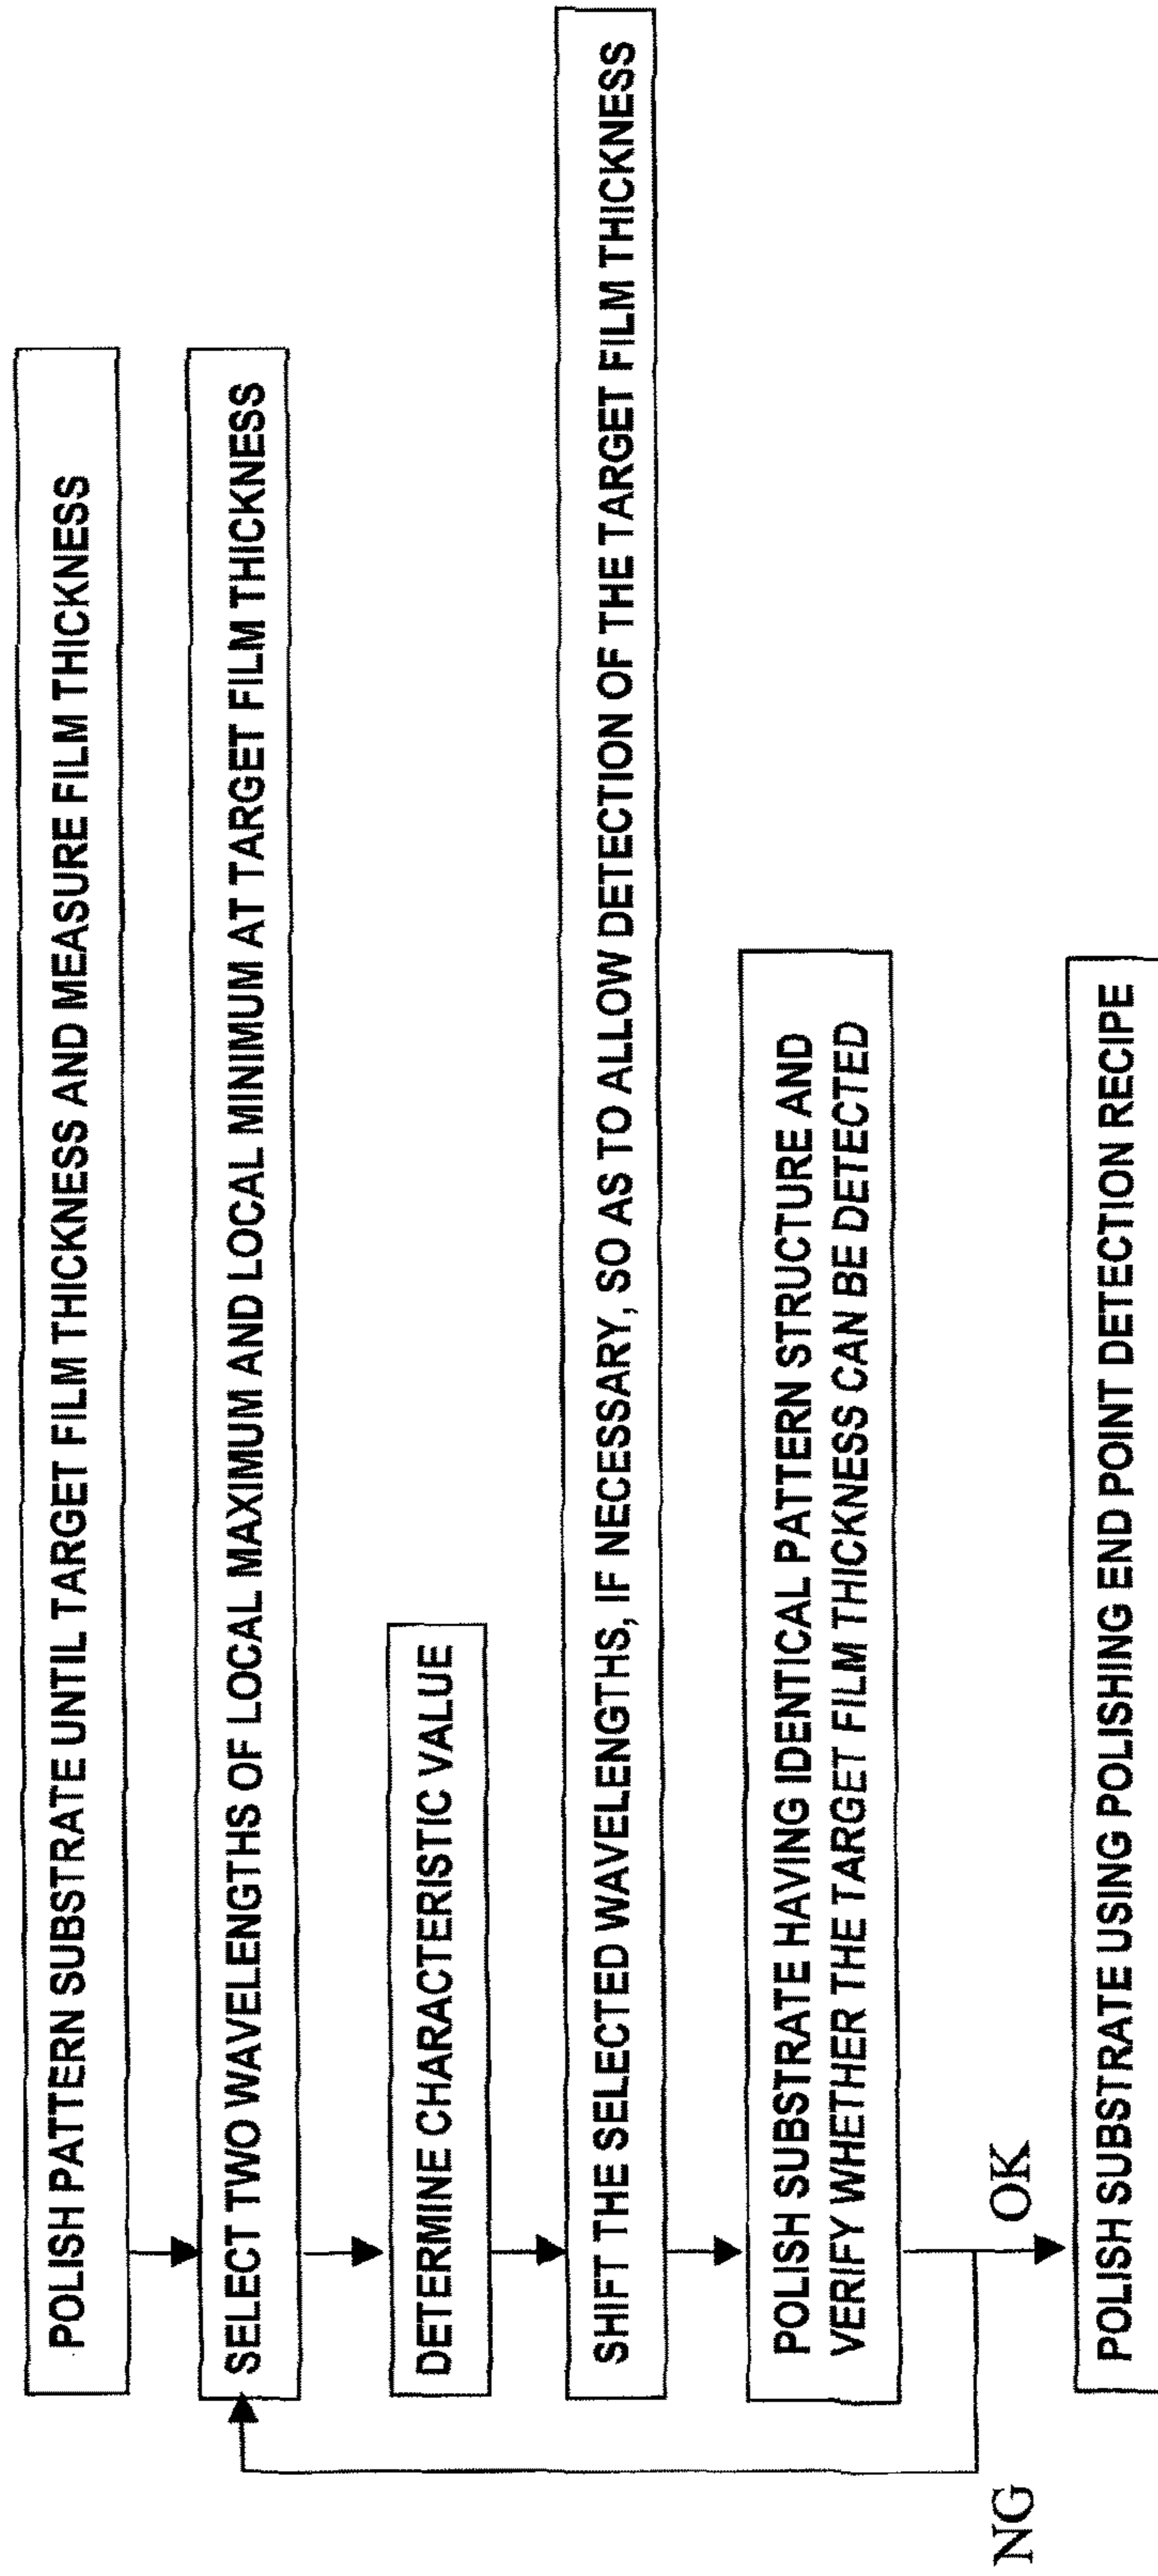 POLISH PATTERN SUBSTRATE UNTIL TARGET FILM THICKNESS AND MEASURE FILM THICKNESS
SELECT TWO WAVELENGTHS OF LOCAL MAXIMUM AND LOCAL MINIMUM AT TARGET FILM THICKNESS
DETERMINE CHARACTERISTIC VALUE
SHIFT THE SELECTED WAVELENGTHS, IF NECESSARY, SO AS TO ALLOW DETECTION OF THE TARGET FILM THICKNESS
POLISH SUBSTRATE HAVING IDENTICAL PATTERN STRUCTURE AND
VERIFY WHETHER THE TARGET FILM THICKNESS CAN BE DETECTED
NG
OK
POLISH SUBSTRATE USING POLISHING END POINT DETECTION RECIPE